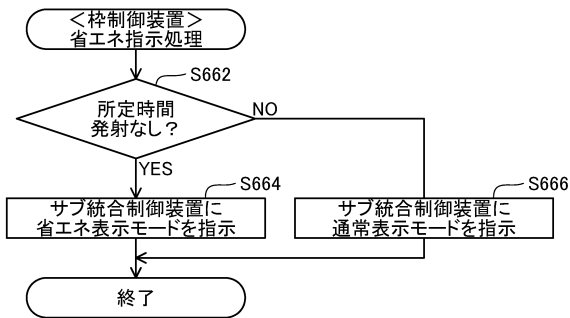 ＜枠制御装置＞
省エネ指示処理
S662
所定時間
発射なし？
NO
YES
S664
サブ統合制御装置に
省エネ表示モードを指示
S666
サブ統合制御装置に
通常表示モードを指示
終了